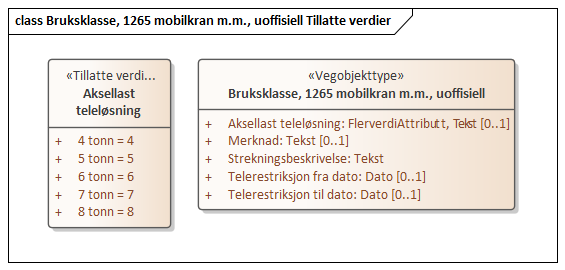 class Bruksklasse, 1265 mobilkran m.m., uoffisiell Tillatte verdier
«Tillatte verdi...
Aksellast
teleløsning
+ 4 tonn = 4
+ 5 tonn = 5
+ 6 tonn = 6
+ 7 tonn = 7
+ 8 tonn = 8
«Vegobjekttype»
Bruksklasse, 1265 mobilkran m.m., uoffisiell
+ Aksellast teleløsning: FlerverdiAttributt, Tekst [0..1]
+ Merknad: Tekst [0..1]
+ Strekningsbeskrivelse: Tekst
+ Telerestriksjon fra dato: Dato [0..1]
+ Telerestriksjon til dato: Dato [0..1]